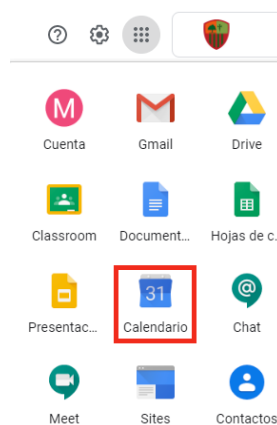 M
Cuenta Gmail Drive
Classroom Document... Hojas de c.
31
Presentac... Calendario Chat
Meet Sites Contactos